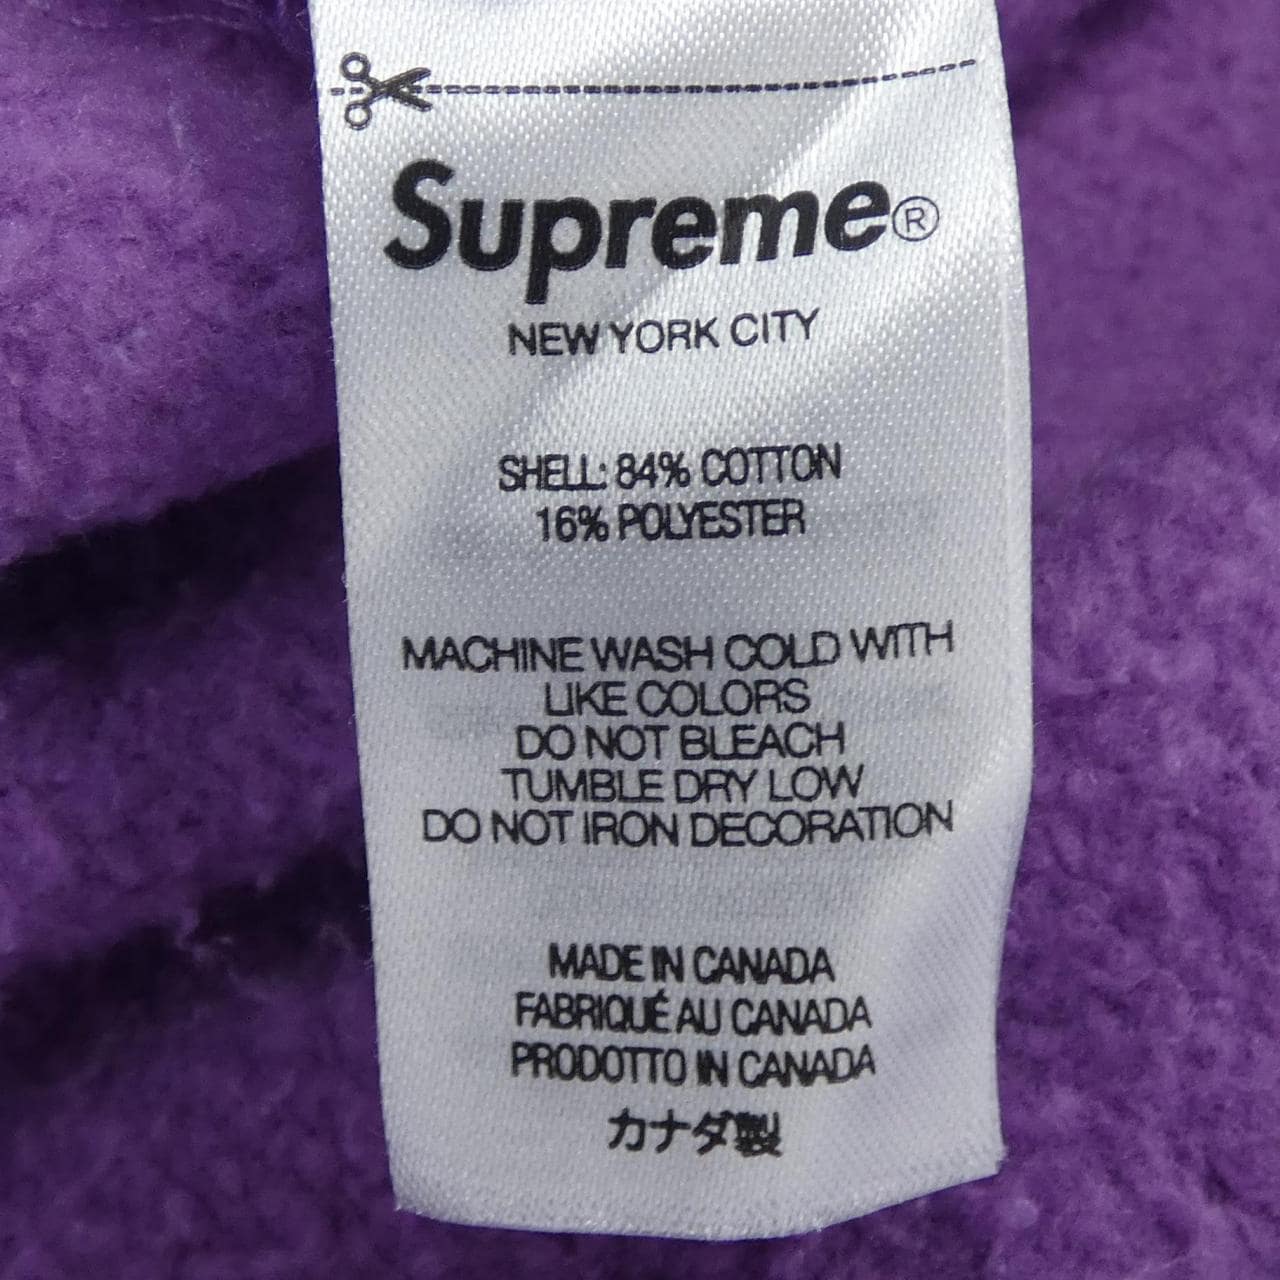 Supreme®
NEW YORK CITY
SHELL: 84% COTTON
16% POLYESTER
MACHINE WASH COLD WITH
LIKE COLORS
DO NOT BLEACH
TUMBLE DRY LOW
DO NOT IRON DECORATION
MADE IN CANADA
FABRIQUÉ AU CANADA
PRODOTTO IN CANADA
カナダ製